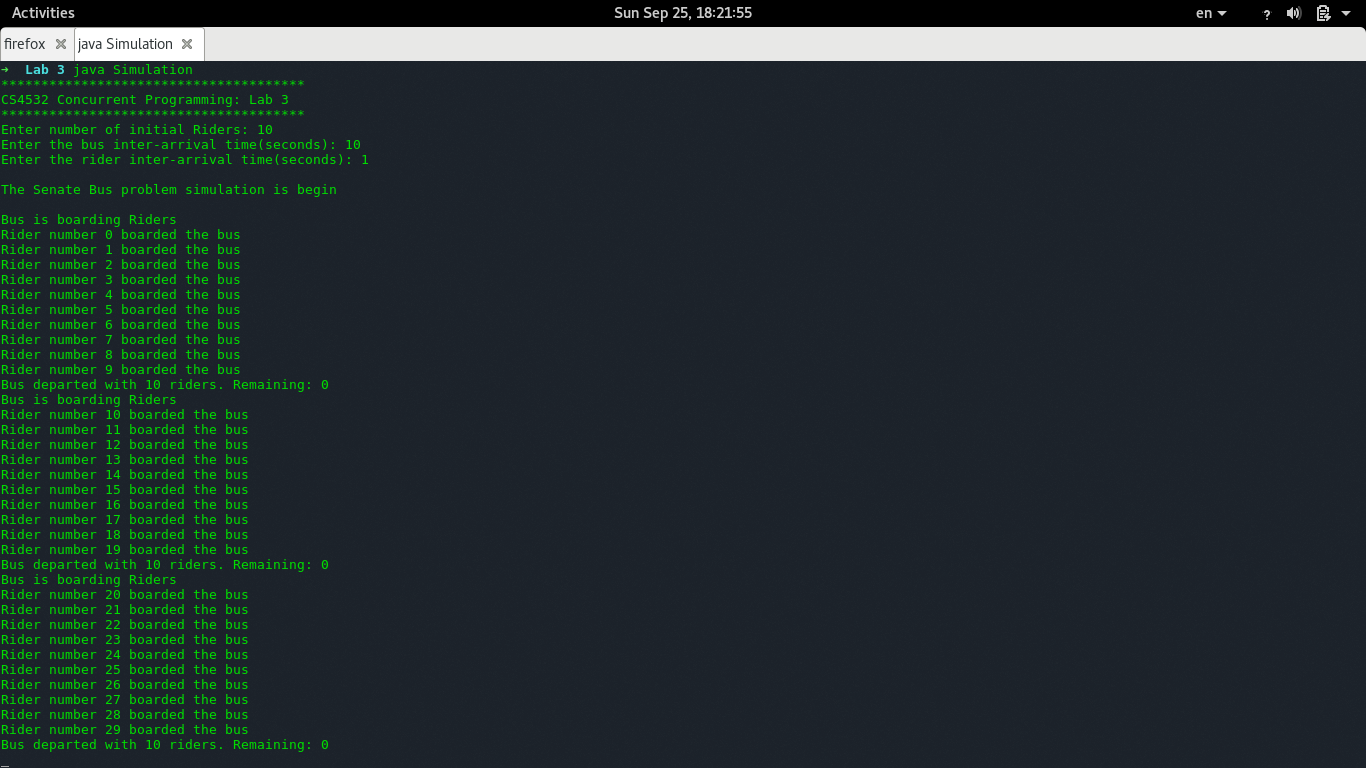 Activities
Sun Sep 25, 18:21:55
en
?
firefox
java Simulation
→ Lab 3 java Simulation
**************************************
CS4532 Concurrent Programming: Lab 3
**************************************
Enter number of initial Riders: 10
Enter the bus inter-arrival time(seconds): 10
Enter the rider inter-arrival time(seconds): 1
The Senate Bus problem simulation is begin
Bus is boarding Riders
Rider number 0 boarded the bus
Rider number 1 boarded the bus
Rider number 2 boarded the bus
Rider number 3 boarded the bus
Rider number 4 boarded the bus
Rider number 5 boarded the bus
Rider number 6 boarded the bus
Rider number 7 boarded the bus
Rider number 8 boarded the bus
Rider number 9 boarded the bus
Bus departed with 10 riders. Remaining: 0
Bus is boarding Riders
Rider number 10 boarded the bus
Rider number 11 boarded the bus
Rider number 12 boarded the bus
Rider number 13 boarded the bus
Rider number 14 boarded the bus
Rider number 15 boarded the bus
Rider number 16 boarded the bus
Rider number 17 boarded the bus
Rider number 18 boarded the bus
Rider number 19 boarded the bus
Bus departed with 10 riders. Remaining: 0
Bus is boarding Riders
Rider number 20 boarded the bus
Rider number 21 boarded the bus
Rider number 22 boarded the bus
Rider number 23 boarded the bus
Rider number 24 boarded the bus
Rider number 25 boarded the bus
Rider number 26 boarded the bus
Rider number 27 boarded the bus
Rider number 28 boarded the bus
Rider number 29 boarded the bus
Bus departed with 10 riders. Remaining: 0